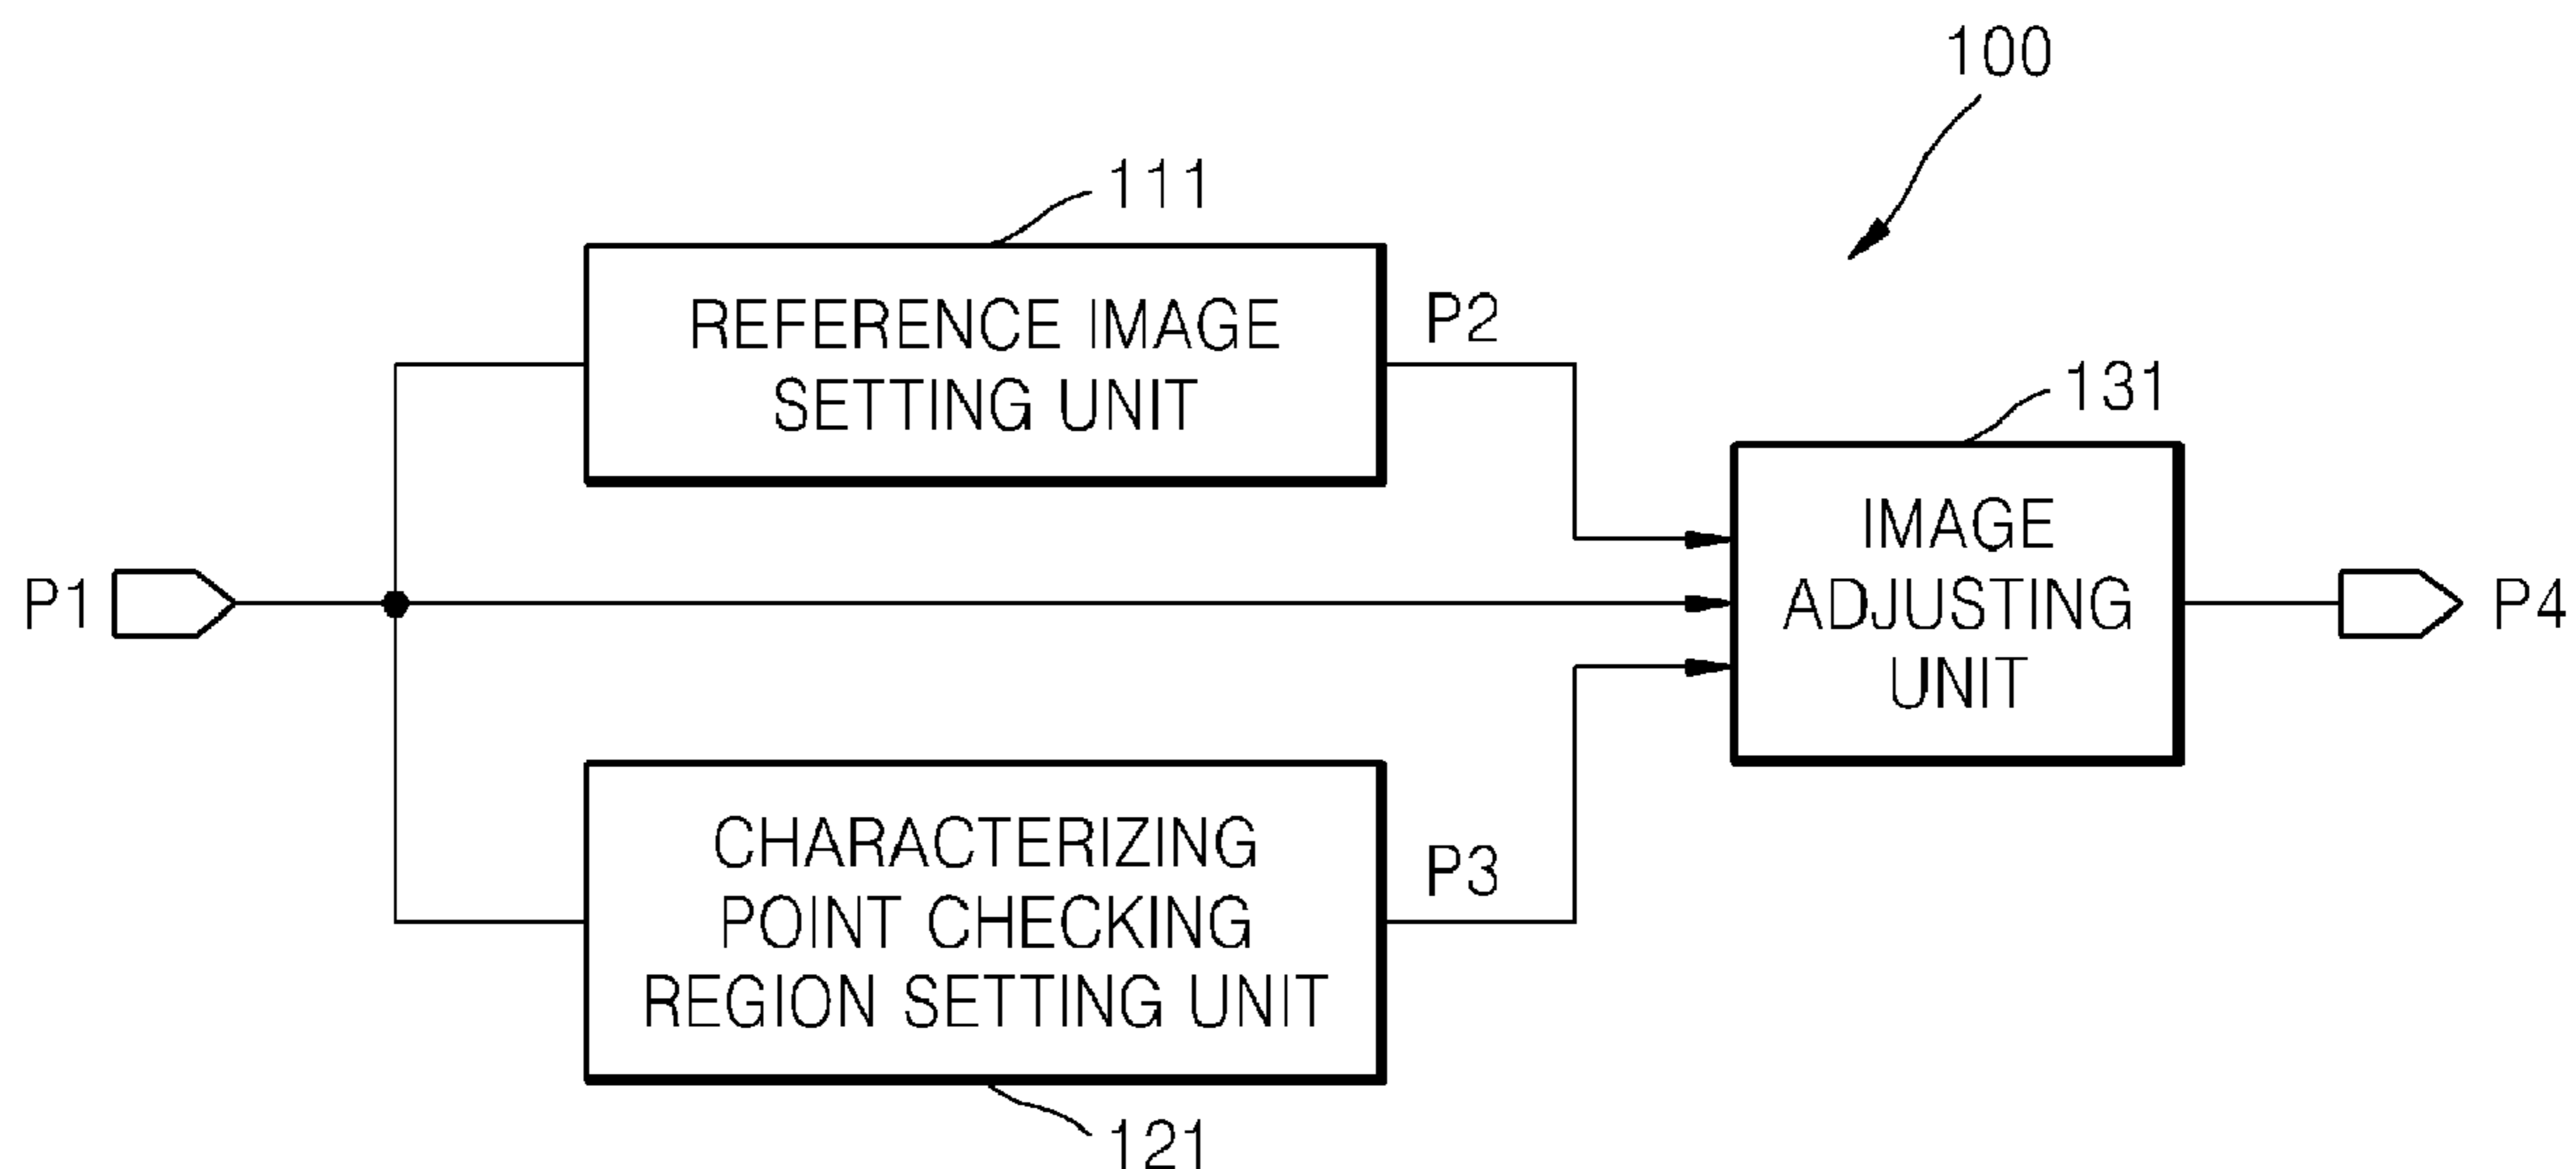 100
111
REFERENCE IMAGE
SETTING UNIT
P2
131
IMAGE
ADJUSTING
UNIT
P1
P4
CHARACTERIZING
POINT CHECKING
REGION SETTING UNIT
P3
121